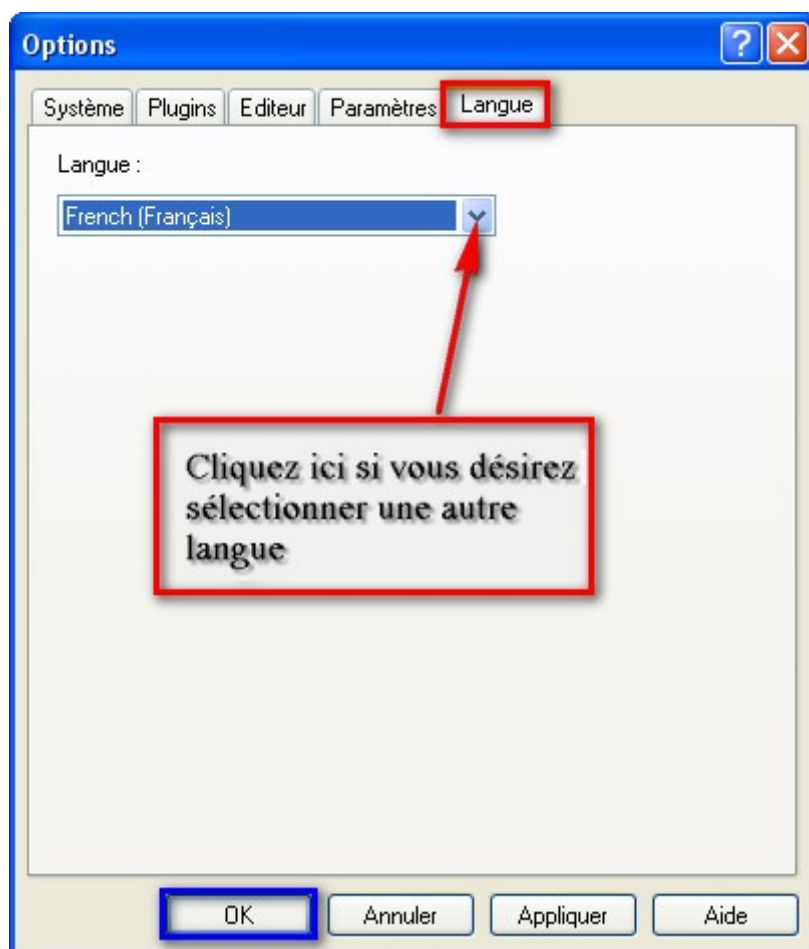 Options
Système Plugins Editeur Paramètres Langue
Langue :
French (Français)
Cliquez ici si vous désirez
sélectionner une autre
langue
OK Annuler Appliquer Aide